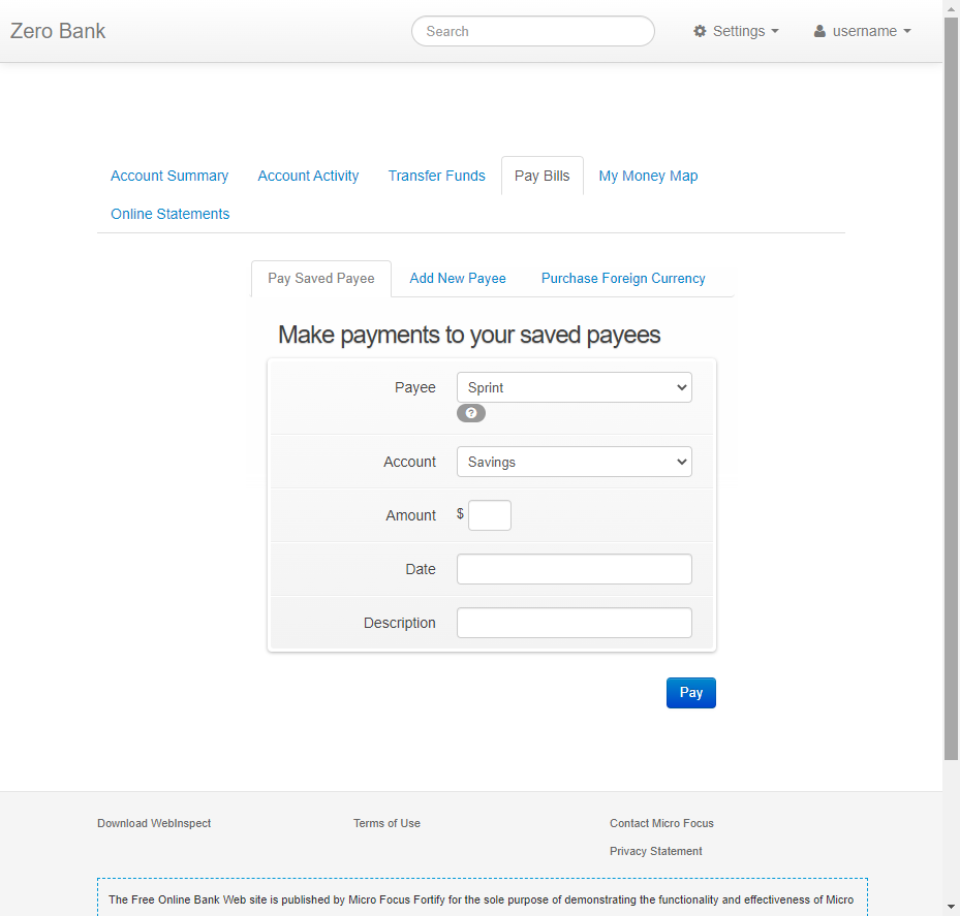 Zero Bank
Search
Settings
username
Account Summary
Account Activity
Transfer Funds
Pay Bills
My Money Map
Online Statements
Pay Saved Payee
Add New Payee
Purchase Foreign Currency
Make payments to your saved payees
Payee
Sprint
?
Account
Savings
Amount
$
Date
Description
Pay
Download WebInspect
Terms of Use
Contact Micro Focus
Privacy Statement
The Free Online Bank Web site is published by Micro Focus Fortify for the sole purpose of demonstrating the functionality and effectiveness of Micro